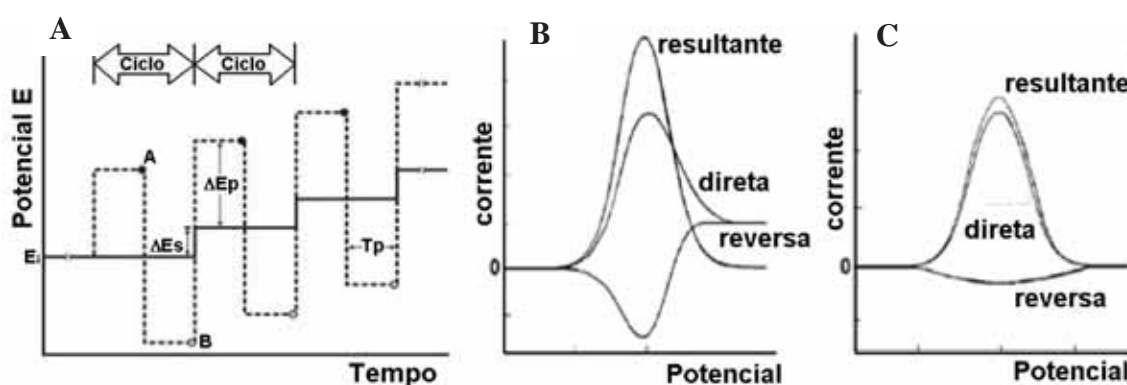 A
Ciclo Ciclo
Potencial E
A
ΔEp
ΔEs
Tp
Ei
B
Tempo
B
resultante
corrente
direta
reversa
0
Potencial
C
resultante
corrente
direta
0
reversa
Potencial